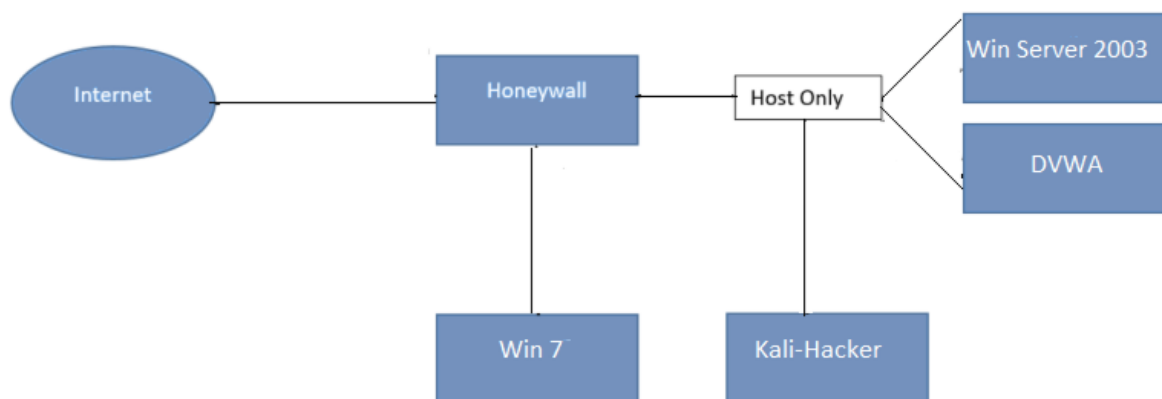 Internet
Honeywall
Host Only
Win Server 2003
DVWA
Win 7
Kali-Hacker